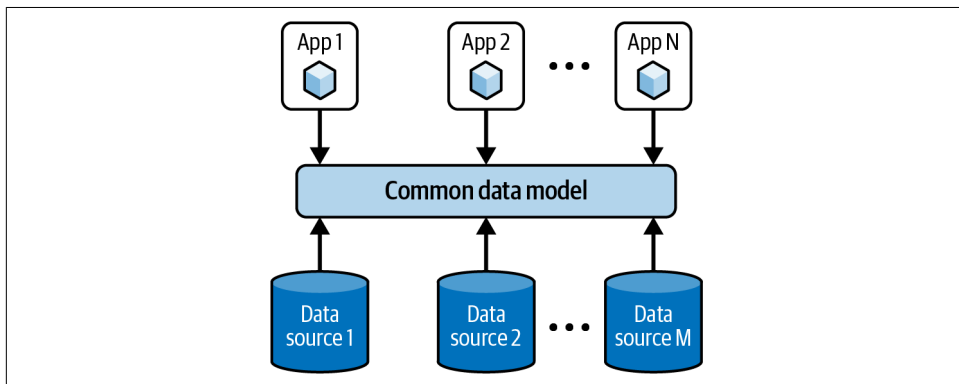 App 1
App 2
App N
Common data model
Data
source 1
Data
source 2
Data
source M